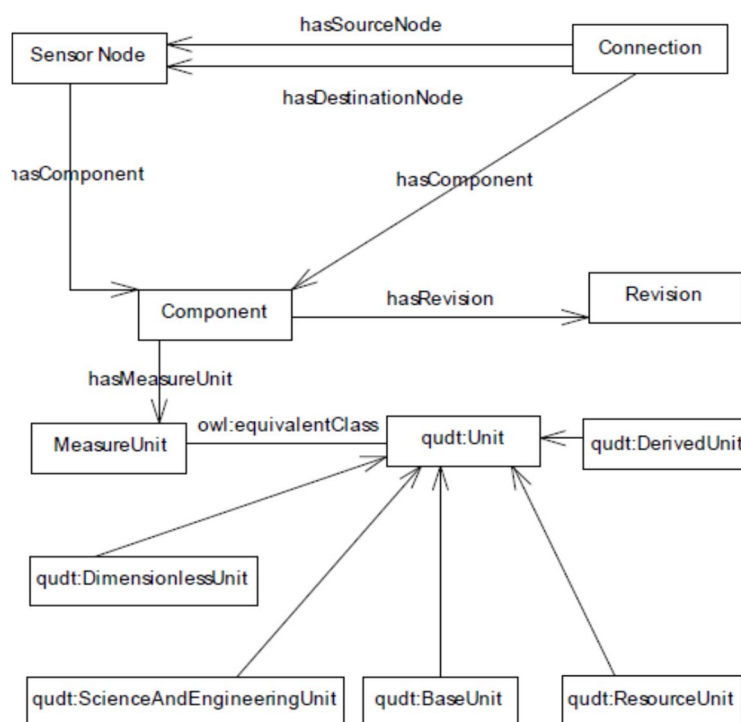 hasSourceNode
Sensor Node
Connection
hasDestinationNode
hasComponent
hasComponent
Component
hasRevision
Revision
hasMeasureUnit
MeasureUnit
owl:equivalentClass
qudt:Unit
qudt:DerivedUnit
qudt:DimensionlessUnit
qudt:ScienceAndEngineeringUnit
qudt:BaseUnit
qudt:ResourceUnit